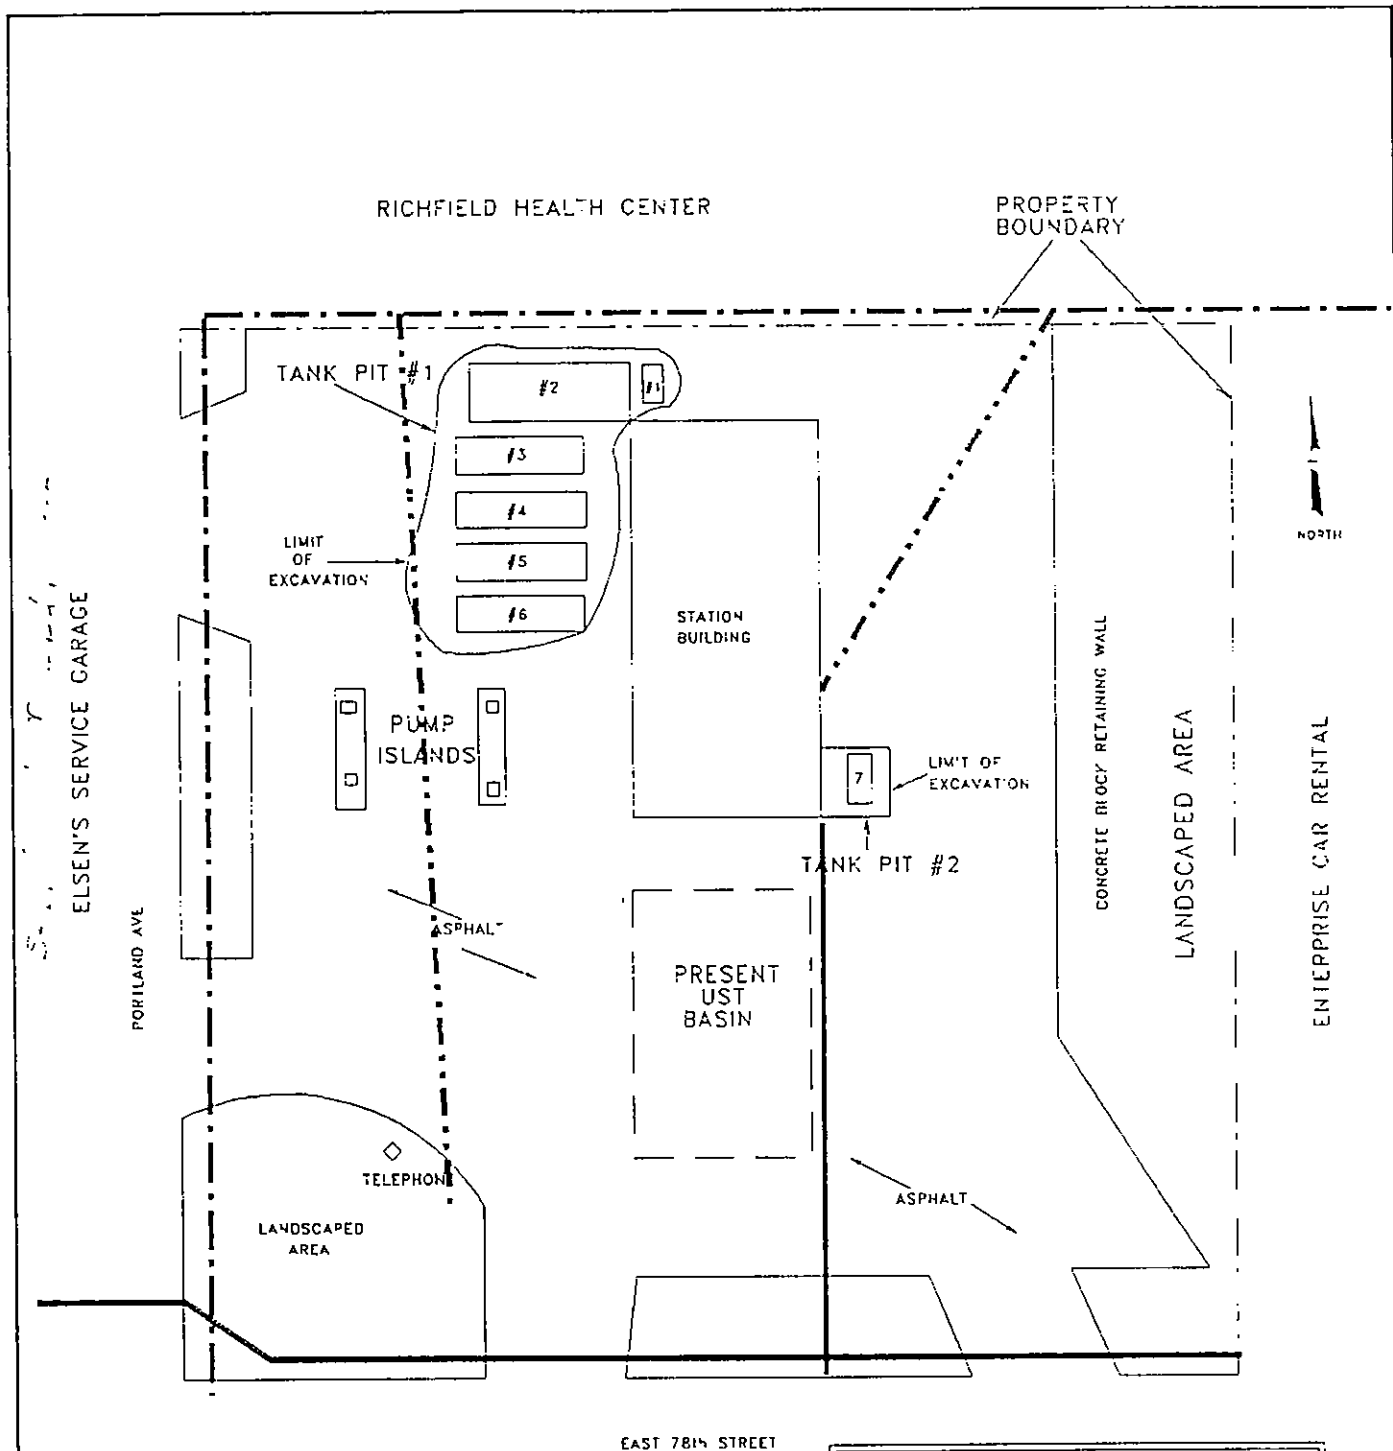 RICHFIELD HEALTH CENTER
PROPERTY
BOUNDARY
TANK PIT #1
#2
#1
#3
#4
#5
#6
LIMIT
OF
EXCAVATION
STATION
BUILDING
NORTH
ELSEN'S SERVICE GARAGE
PORTLAND AVE
PUMP
ISLANDS
7
LIMIT OF
EXCAVATION
TANK PIT #2
CONCRETE BLOCK RETAINING WALL
LANDSCAPED AREA
ENTERPRISE CAR RENTAL
ASPHALT
PRESENT
UST
BASIN
TELEPHON
LANDSCAPED
AREA
ASPHALT
EAST 78th STREET